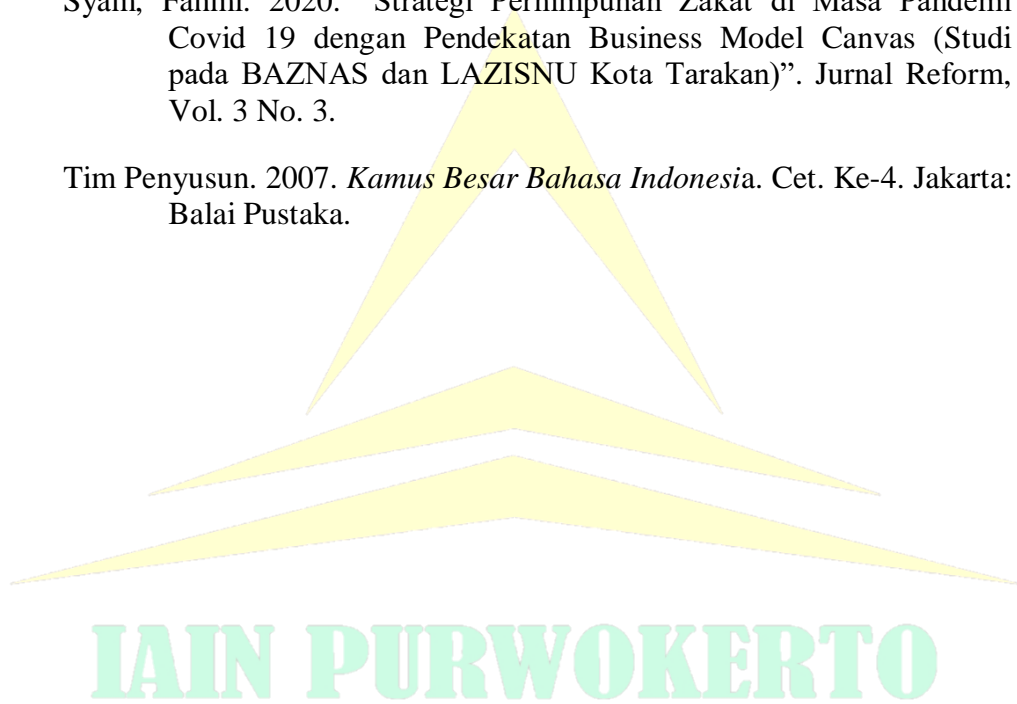 Syam, Fahmi. 2020. "Strategi Perhimpunan Zakat di Masa Pandemi
Covid 19 dengan Pendekatan Business Model Canvas (Studi
pada BAZNAS dan LAZISNU Kota Tarakan)”. Jurnal Reform,
Vol. 3 No. 3.
Tim Penyusun. 2007. Kamus Besar Bahasa Indonesia. Cet. Ke-4. Jakarta:
Balai Pustaka.
IAIN PURWOKERTO